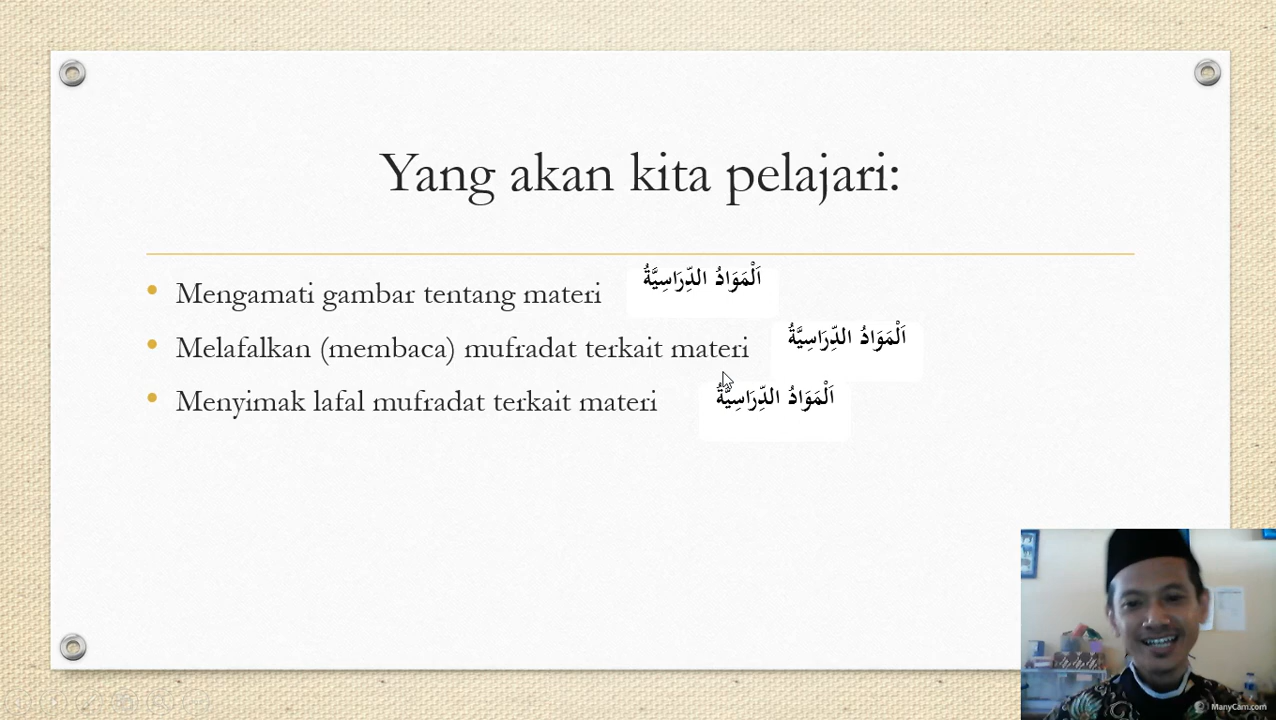 Yang akan kita pelajari:
• Mengamati gambar tentang materi اَلْمَوَادُ الدِّرَاسِيَّةُ
• Melafalkan (membaca) mufradat terkait materi اَلْمَوَادُ الدِّرَاسِيَّةُ
• Menyimak lafal mufradat terkait materi اَلْمَوَادُ الدِّرَاسِيَّةُ
ManyCam.com